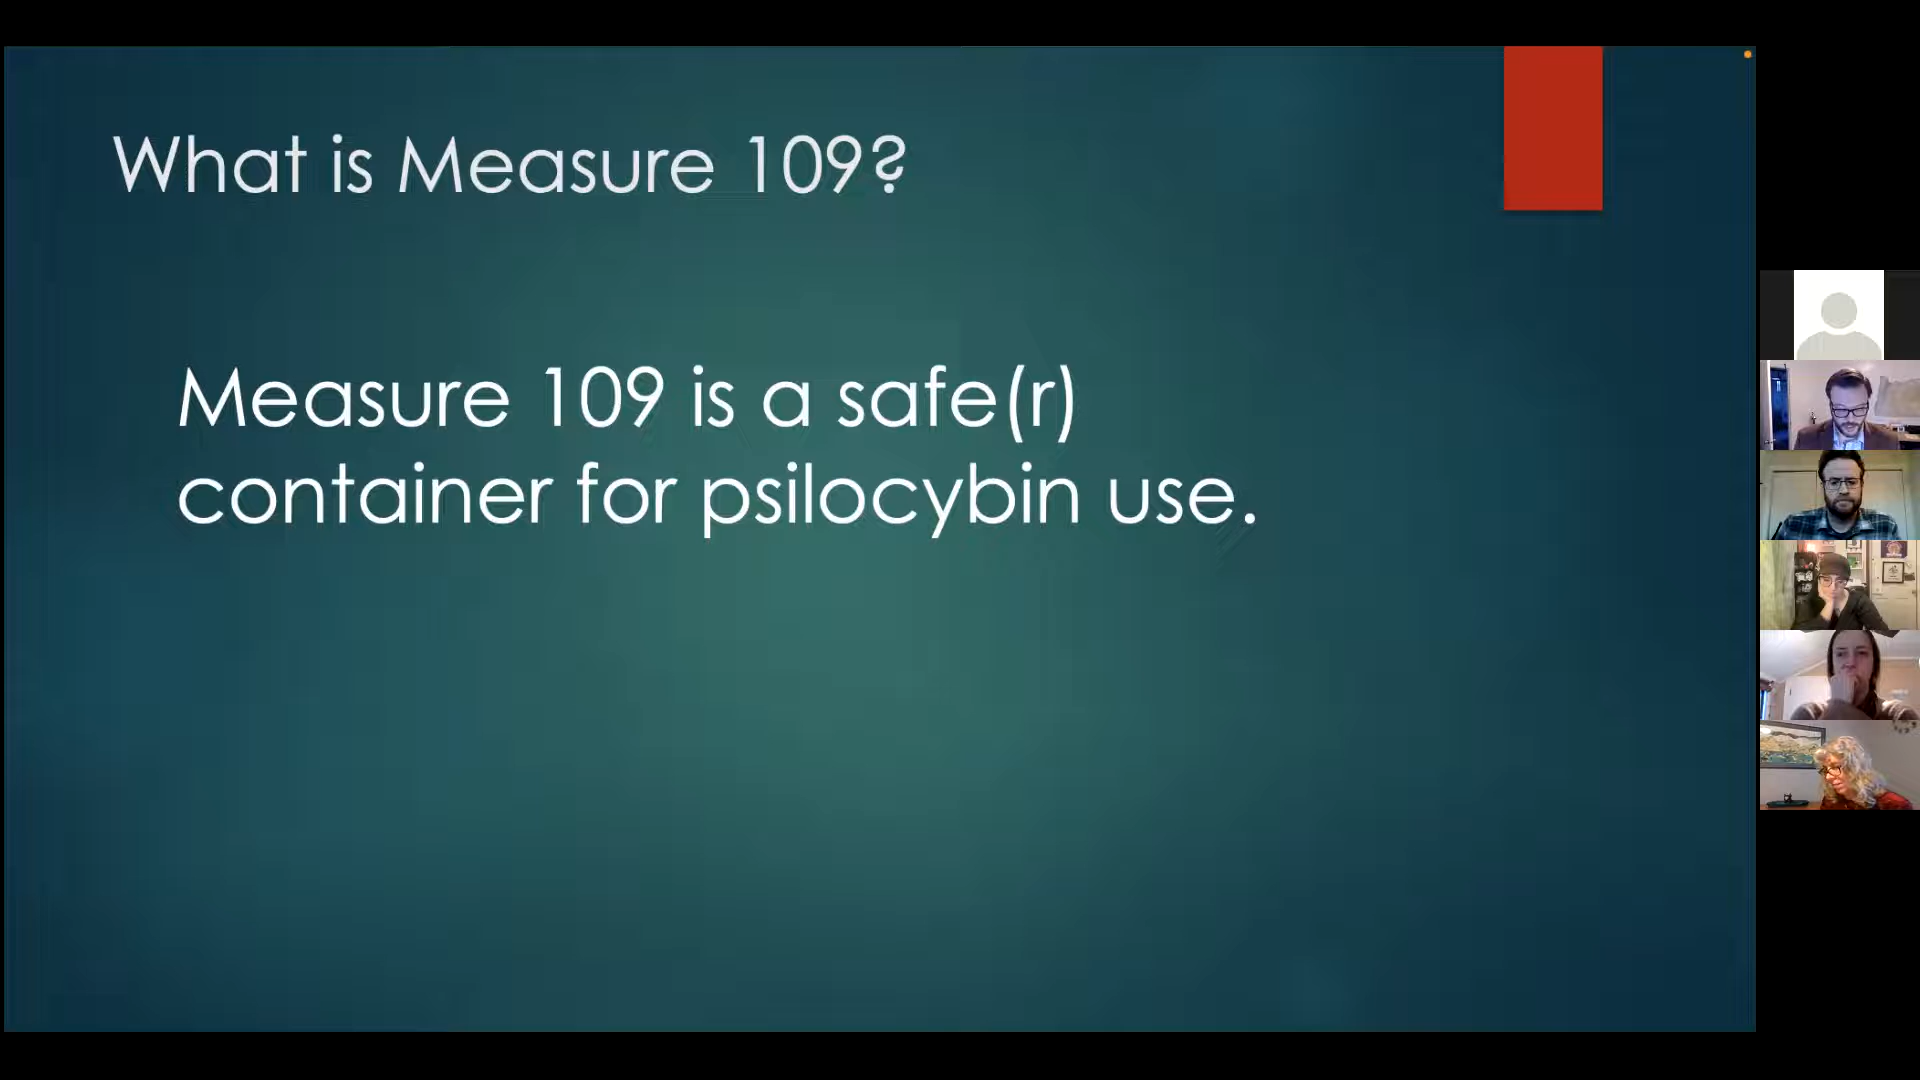 What is Measure 109?
Measure 109 is a safe(r)
container for psilocybin use.